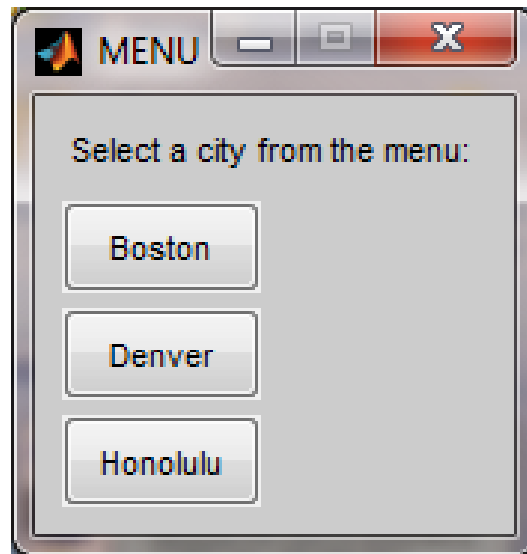 MENU
Select a city from the menu:
Boston
Denver
Honolulu